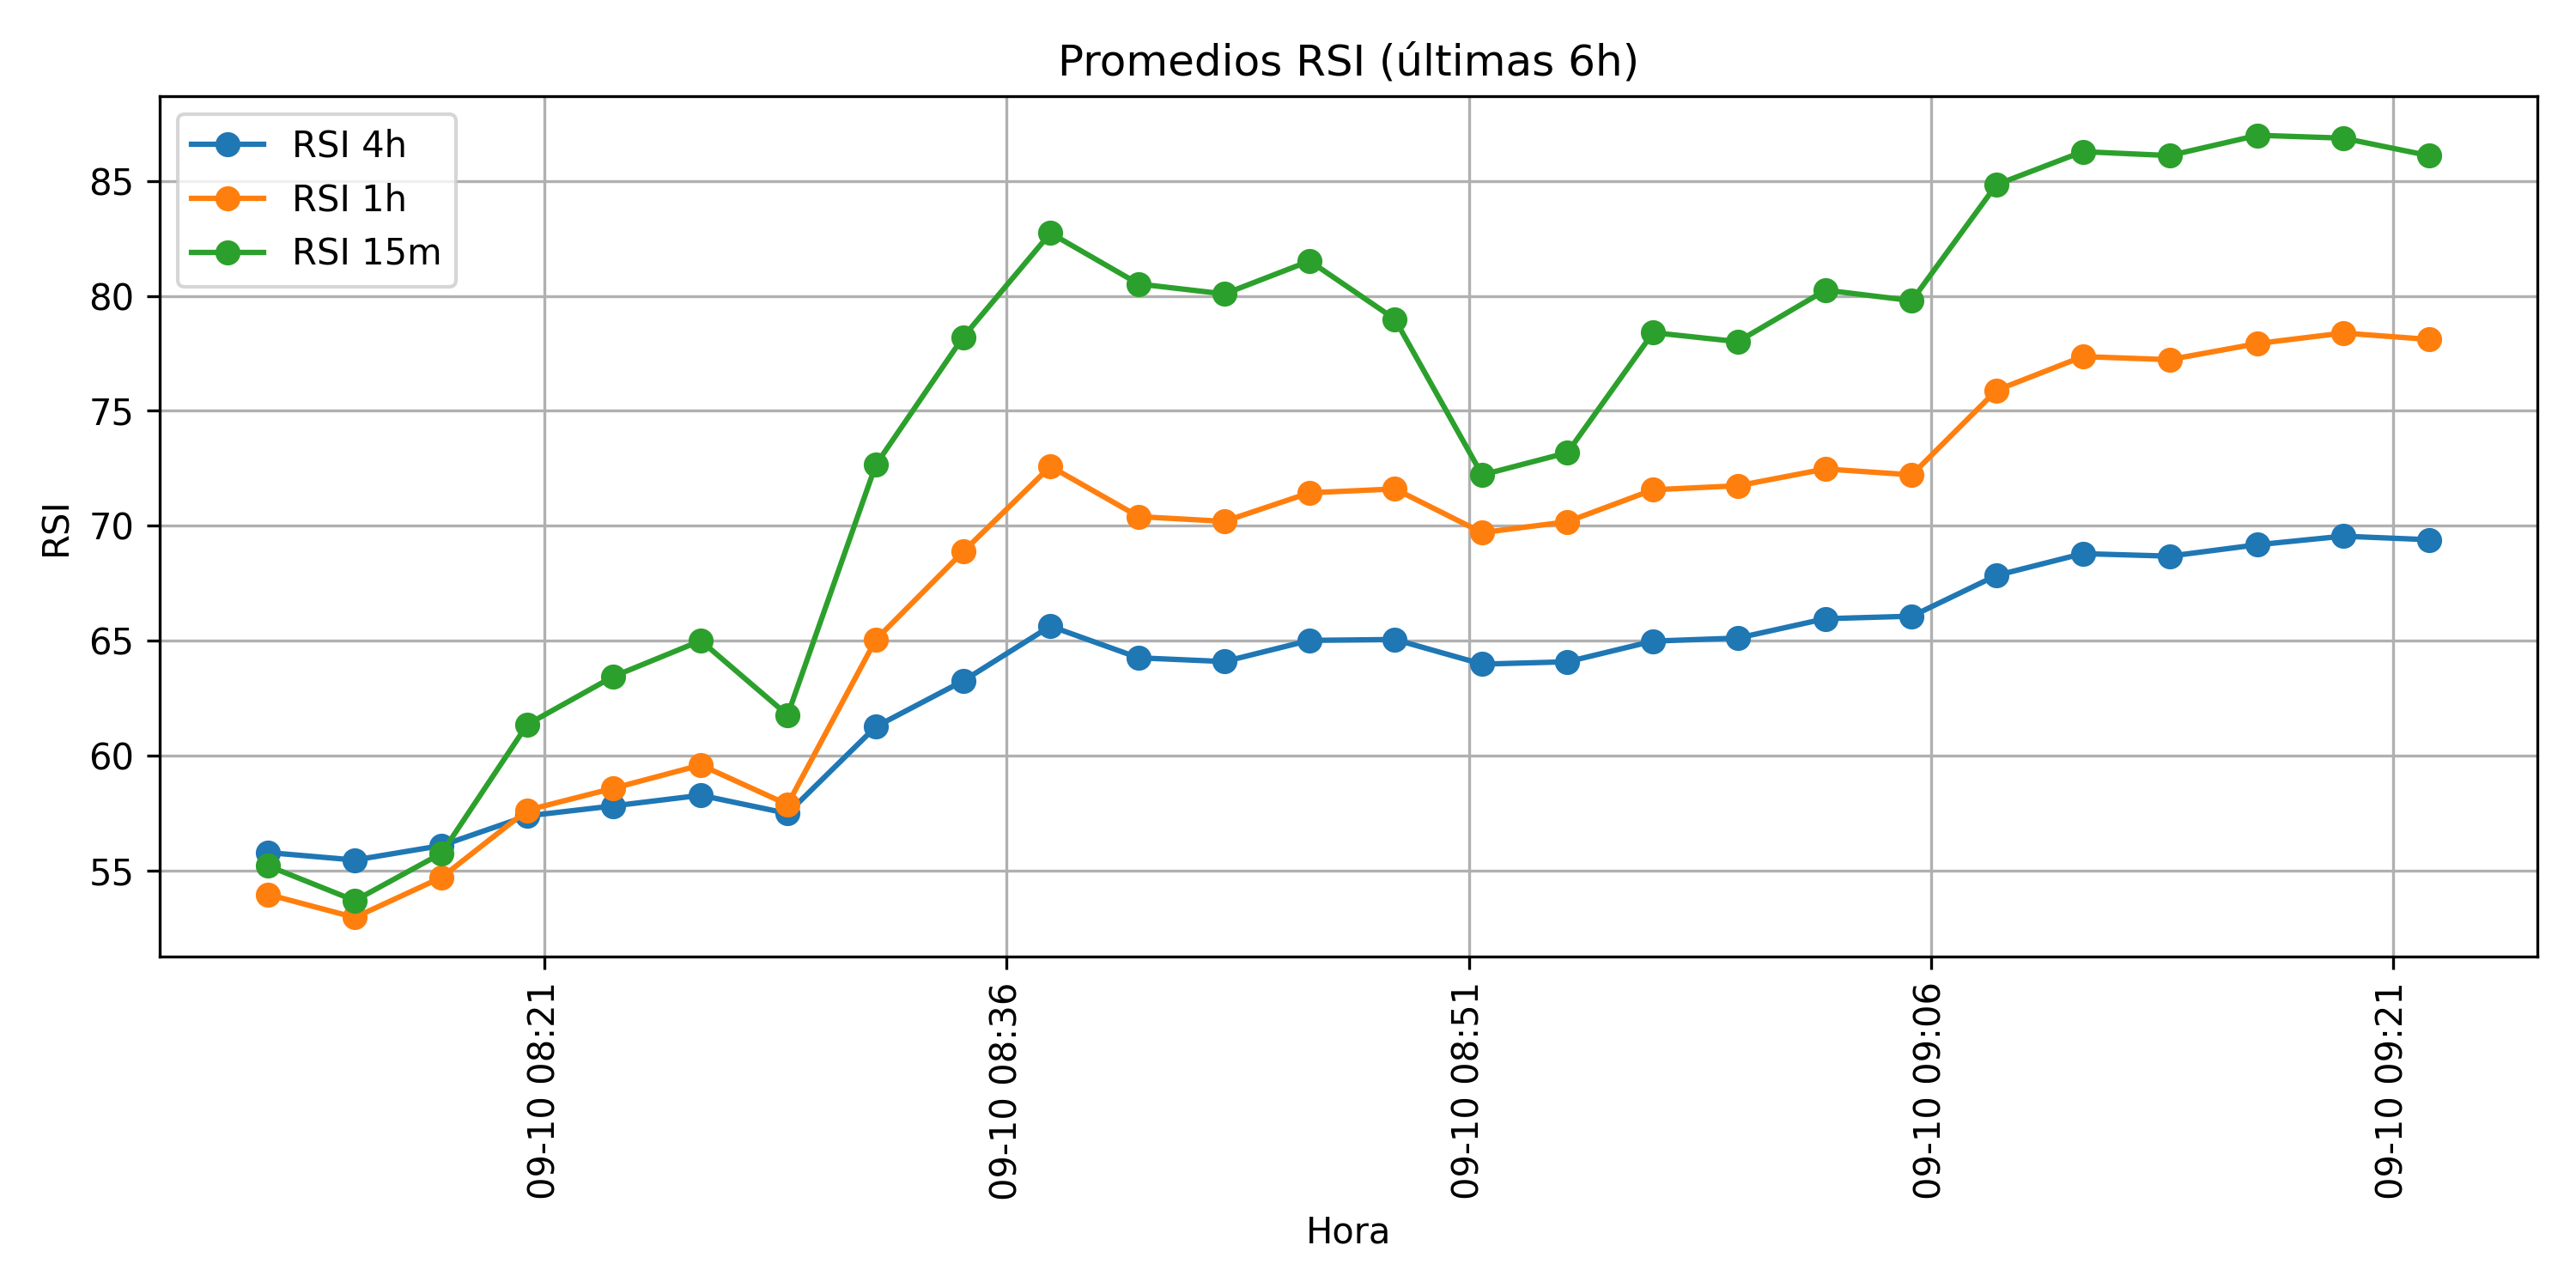 Promedios RSI (últimas 6h)
RSI 4h
RSI 1h
RSI 15m
RSI
85
80
75
70
65
60
55
09-10 08:21
09-10 08:36
09-10 08:51
09-10 09:06
09-10 09:21
Hora